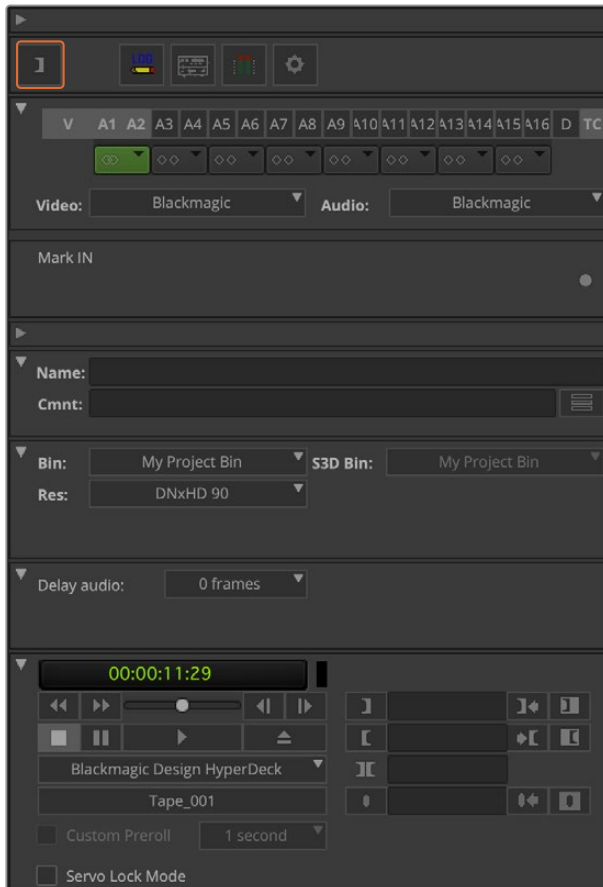 LOG
V A1 A2 A3 A4 A5 A6 A7 A8 A9 A10 A11 A12 A13 A14 A15 A16 D TC
Video: Blackmagic Audio: Blackmagic
Mark IN
Name:
Cmnt:
Bin: My Project Bin S3D Bin: My Project Bin
Res: DNxHD 90
Delay audio: 0 frames
00:00:11:29
Blackmagic Design HyperDeck
Tape_001
Custom Preroll 1 second
Servo Lock Mode